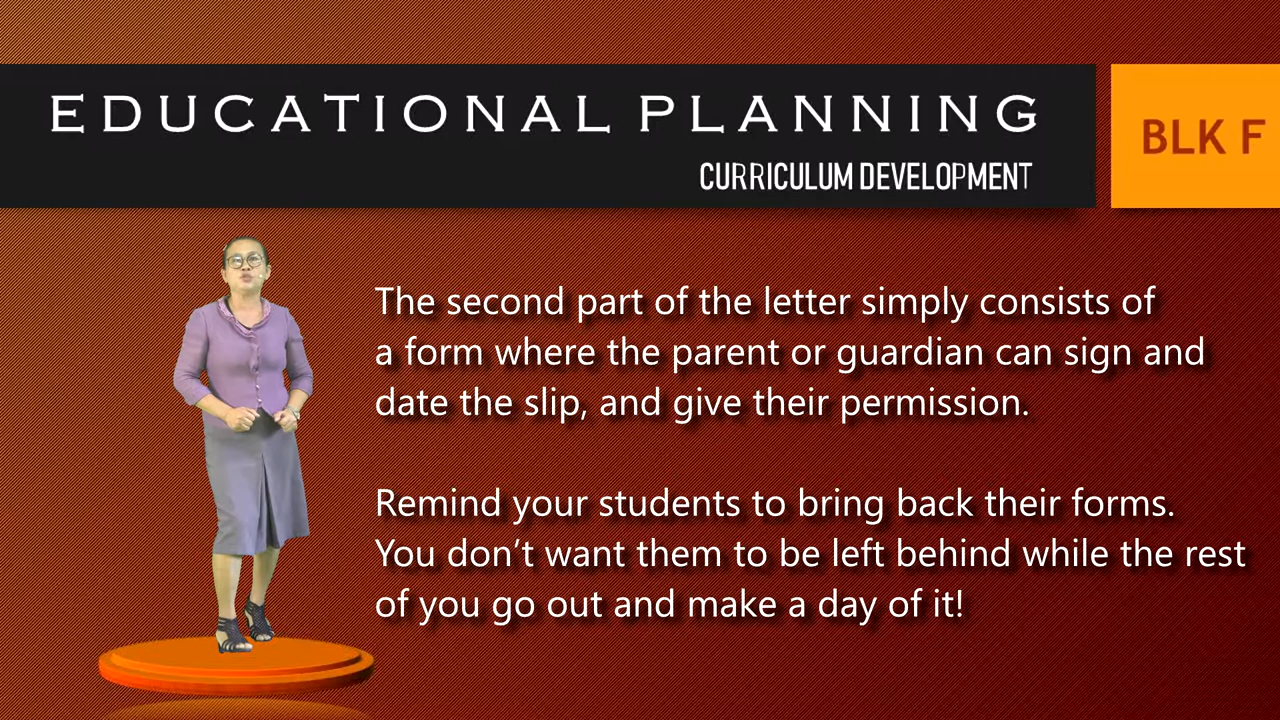 EDUCATIONAL PLANNING
CURRICULUM DEVELOPMENT
BLK F
The second part of the letter simply consists of
a form where the parent or guardian can sign and
date the slip, and give their permission.
Remind your students to bring back their forms.
You don’t want them to be left behind while the rest
of you go out and make a day of it!